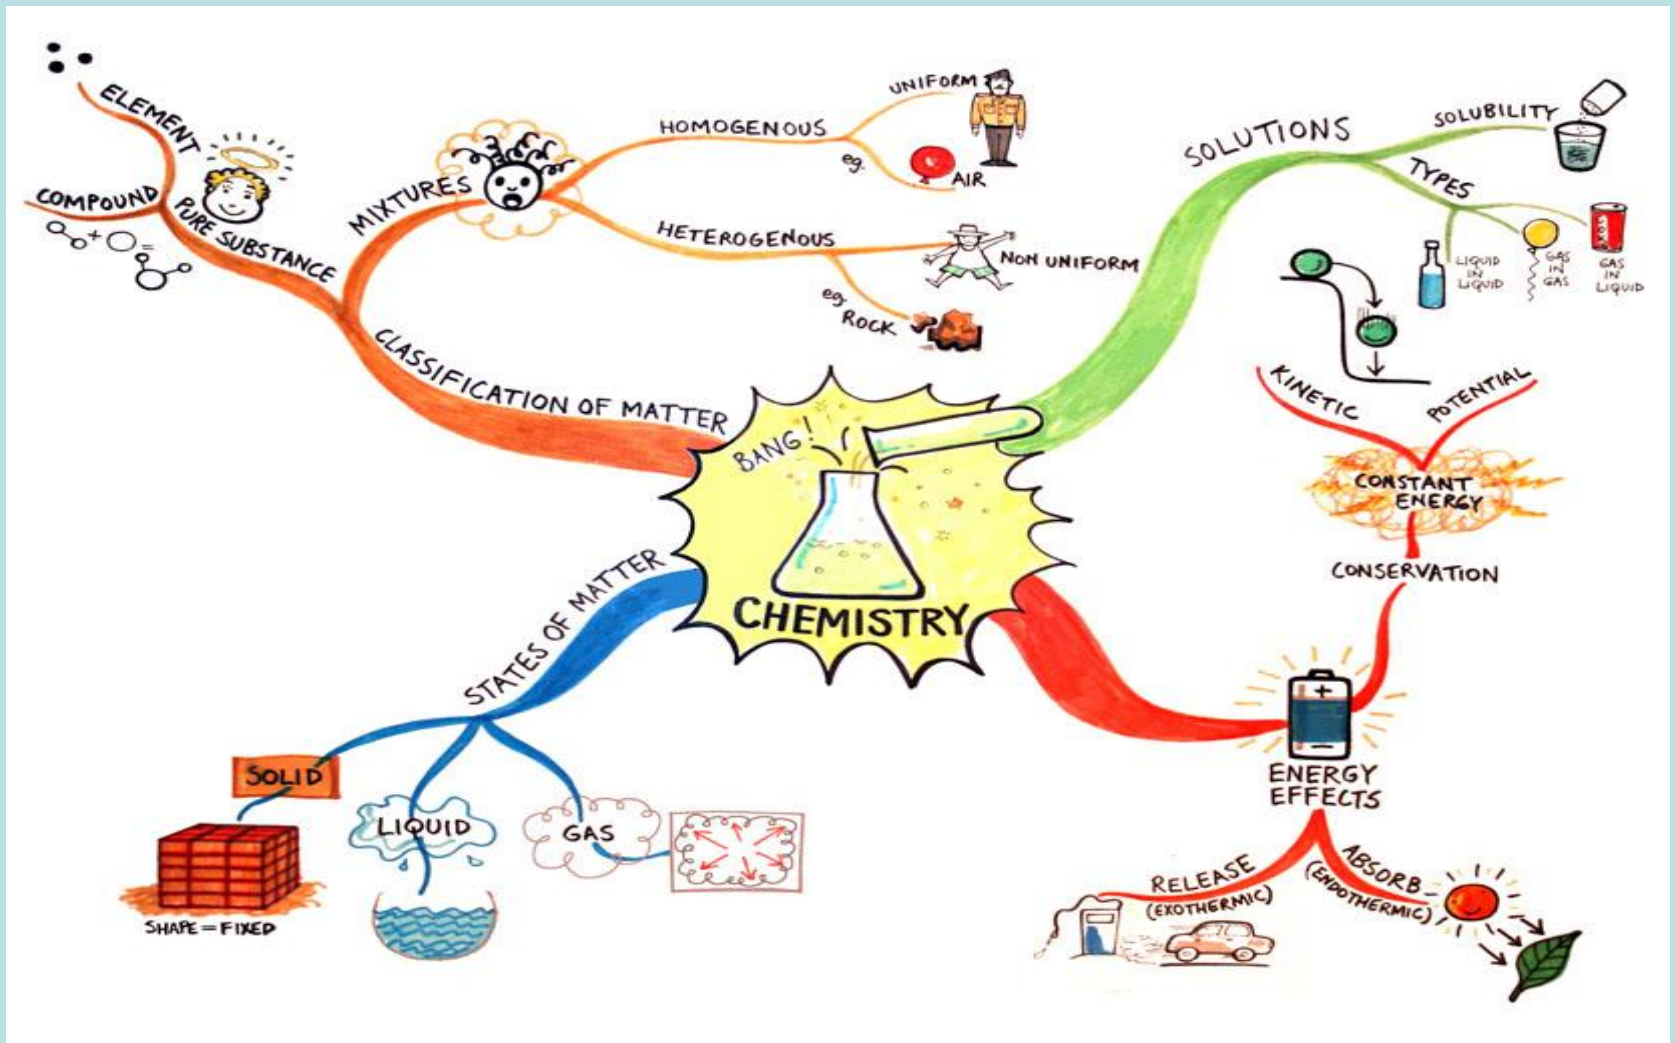 ELEMENT
COMPOUND
PURE SUBSTANCE
MIXTURES
HOMOGENOUS
UNIFORM
eg.
AIR
HETEROGENOUS
NON UNIFORM
eg.
ROCK
CLASSIFICATION OF MATTER
SOLUTIONS
SOLUBILITY
TYPES
LIQUID
IN
LIQUID
GAS
IN
GAS
GAS
IN
LIQUID
KINETIC
POTENTIAL
CONSTANT
ENERGY
CONSERVATION
BANG!
CHEMISTRY
STATES OF MATTER
SOLID
SHAPE = FIXED
LIQUID
GAS
+
−
ENERGY
EFFECTS
RELEASE
(EXOTHERMIC)
ABSORB
(ENDOTHERMIC)